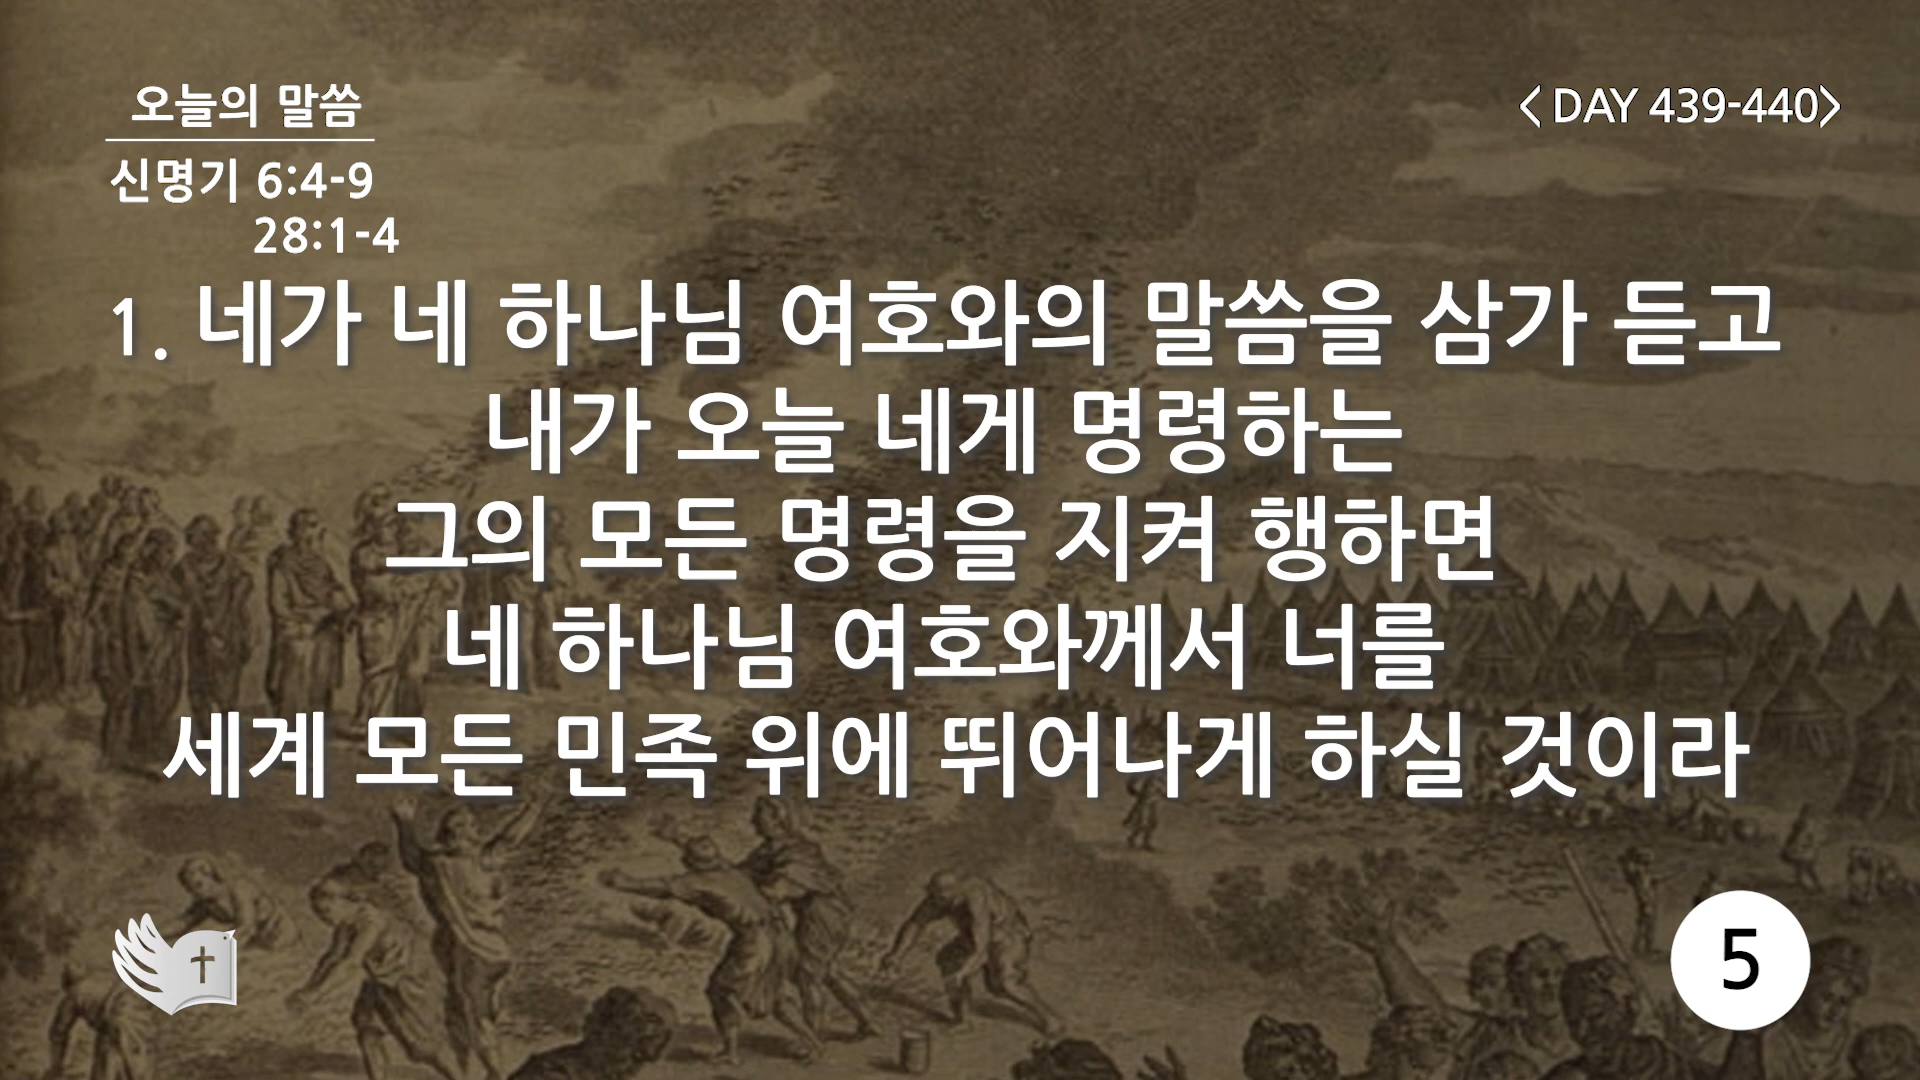 오늘의 말씀
신명기 6:4-9
28:1-4
< DAY 439-440>
1. 네가 네 하나님 여호와의 말씀을 삼가 듣고
내가 오늘 네게 명령하는
그의 모든 명령을 지켜 행하면
네 하나님 여호와께서 너를
세계 모든 민족 위에 뛰어나게 하실 것이라
5